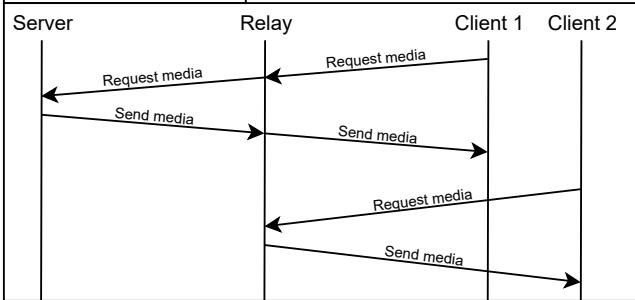 Server
Relay
Client 1
Client 2
Request media
Request media
Send media
Send media
Request media
Send media